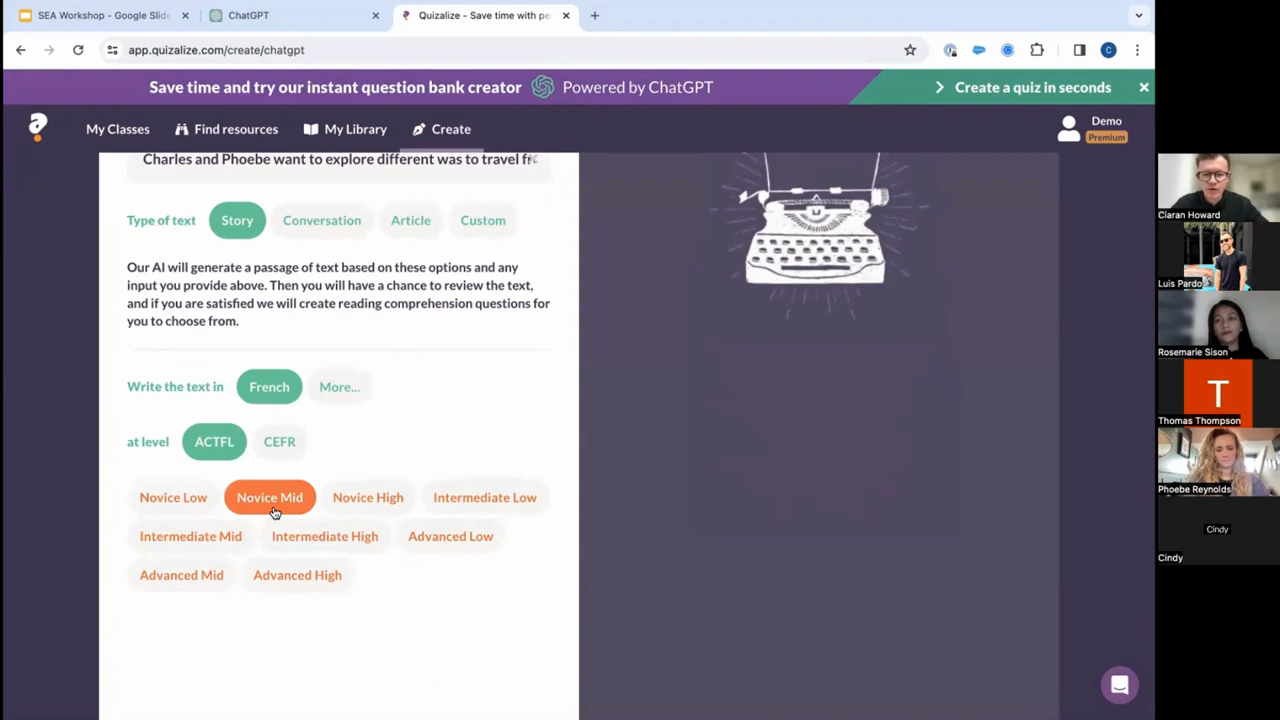 SEA Workshop - Google Slide
ChatGPT
Quizalize - Save time with pe
app.quizalize.com/create/chatgpt
Save time and try our instant question bank creator Powered by ChatGPT
Create a quiz in seconds
My Classes Find resources My Library Create
Demo
Premium
Charles and Phoebe want to explore different was to travel fr
Type of text Story Conversation Article Custom
Our AI will generate a passage of text based on these options and any
input you provide above. Then you will have a chance to review the text,
and if you are satisfied we will create reading comprehension questions for
you to choose from.
Write the text in French More...
at level ACTFL CEFR
Novice Low Novice Mid Novice High Intermediate Low
Intermediate Mid Intermediate High Advanced Low
Advanced Mid Advanced High
Ciaran Howard
Luis Pardo
Rosemarie Sison
T
Thomas Thompson
Phoebe Reynolds
Cindy
Cindy
C